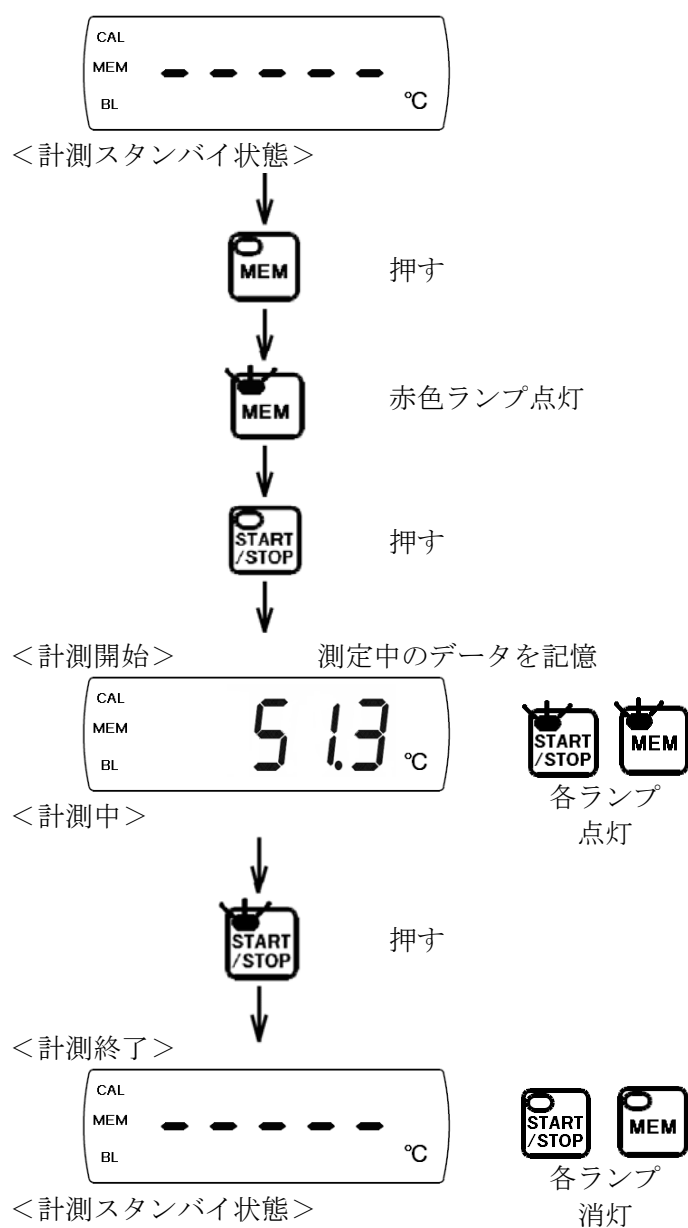 CAL
MEM - - - - -
BL ℃
＜計測スタンバイ状態＞
MEM 押す
MEM 赤色ランプ点灯
START
/STOP 押す
＜計測開始＞ 測定中のデータを記憶
CAL
MEM 51.3
BL ℃
START
/STOP MEM
各ランプ
点灯
＜計測中＞
START
/STOP 押す
＜計測終了＞
CAL
MEM - - - - -
BL ℃
START
/STOP MEM
各ランプ
消灯
＜計測スタンバイ状態＞